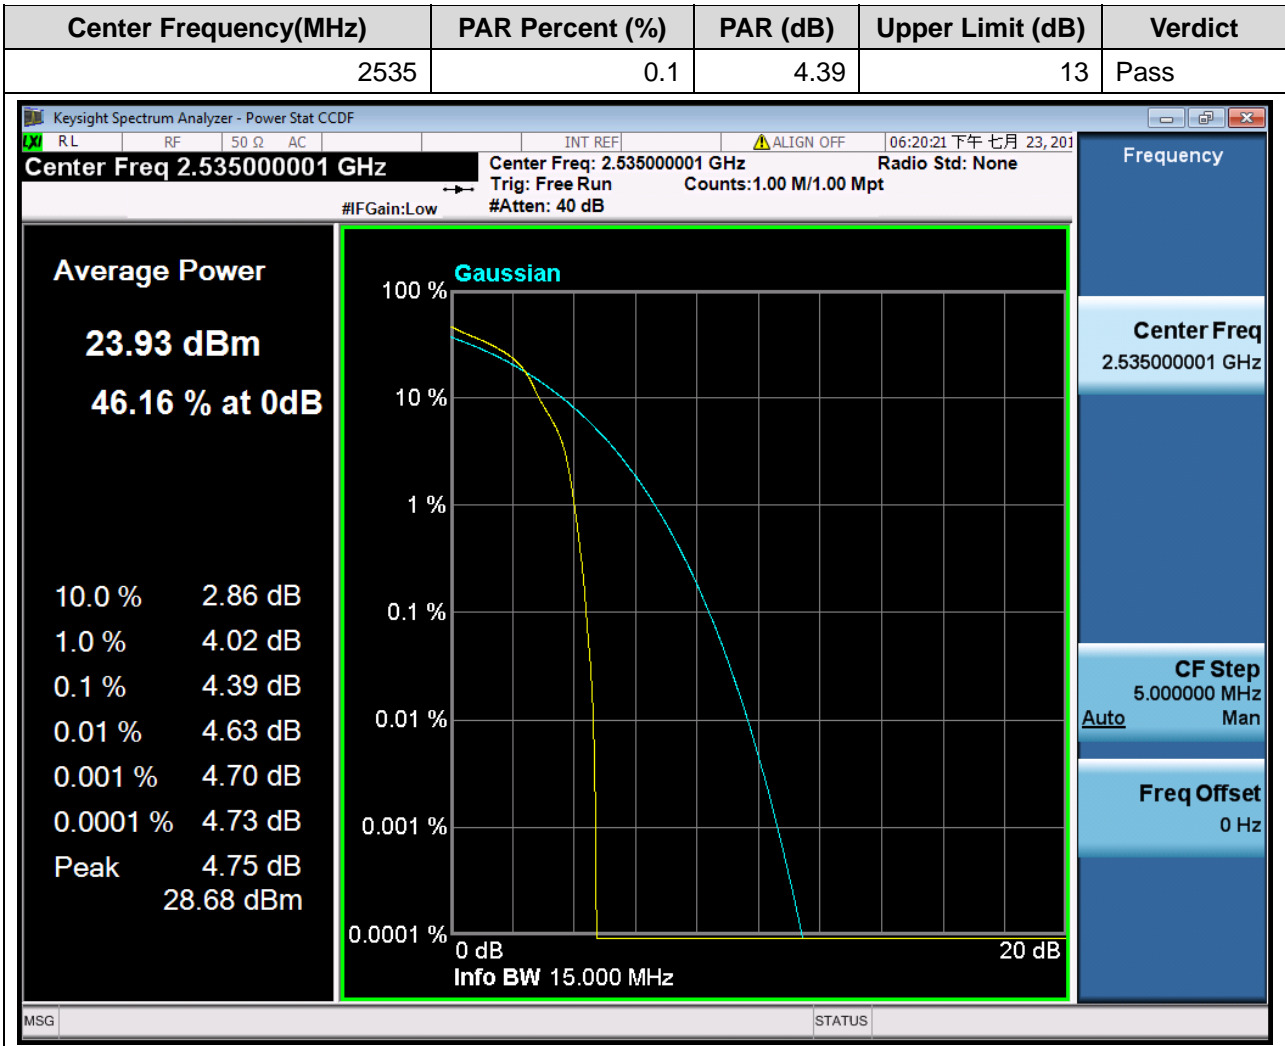 Center Frequency(MHz) PAR Percent (%) PAR (dB) Upper Limit (dB) Verdict
2535 0.1 4.39 13 Pass
Keysight Spectrum Analyzer - Power Stat CCDF
LXI RL RF 50 Ω AC INT REF ALIGN OFF 06:20:21 下午 七月 23, 201
Center Freq 2.535000001 GHz
Center Freq: 2.535000001 GHz Radio Std: None
Trig: Free Run Counts:1.00 M/1.00 Mpt
#IFGain:Low #Atten: 40 dB
Average Power
23.93 dBm
46.16 % at 0dB
10.0 % 2.86 dB
1.0 % 4.02 dB
0.1 % 4.39 dB
0.01 % 4.63 dB
0.001 % 4.70 dB
0.0001 % 4.73 dB
Peak 4.75 dB
28.68 dBm
Gaussian
100 %
10 %
1 %
0.1 %
0.01 %
0.001 %
0.0001 %
0 dB 20 dB
Info BW 15.000 MHz
Frequency
Center Freq
2.535000001 GHz
CF Step
5.000000 MHz
Auto Man
Freq Offset
0 Hz
MSG STATUS